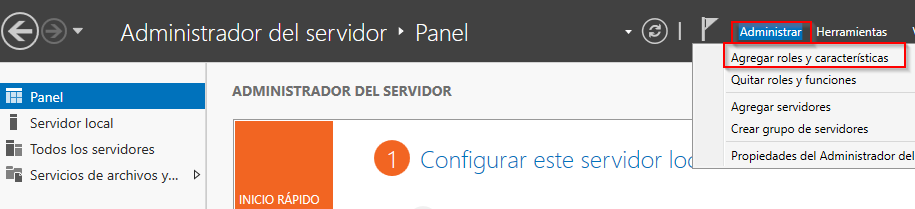 Administrador del servidor ‣ Panel
Administrar
Herramientas
Agregar roles y características
Quitar roles y funciones
Agregar servidores
Crear grupo de servidores
Propiedades del Administrador del
Panel
Servidor local
Todos los servidores
Servicios de archivos y...
ADMINISTRADOR DEL SERVIDOR
INICIO RÁPIDO
1
Configurar este servidor loc